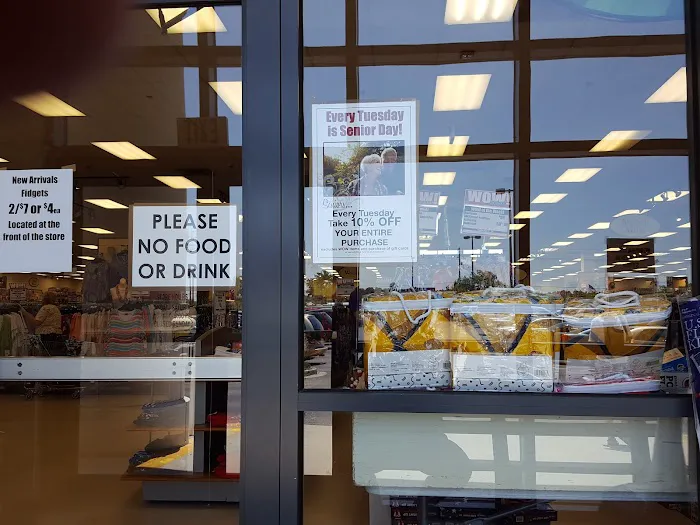 New Arrivals
Fidgets
2/$7 or $4ea
Located at the
front of the store
PLEASE
NO FOOD
OR DRINK
Every Tuesday
is Senior Day!
Every Tuesday
Take 10% OFF
YOUR ENTIRE
PURCHASE
WOW!
WOW!